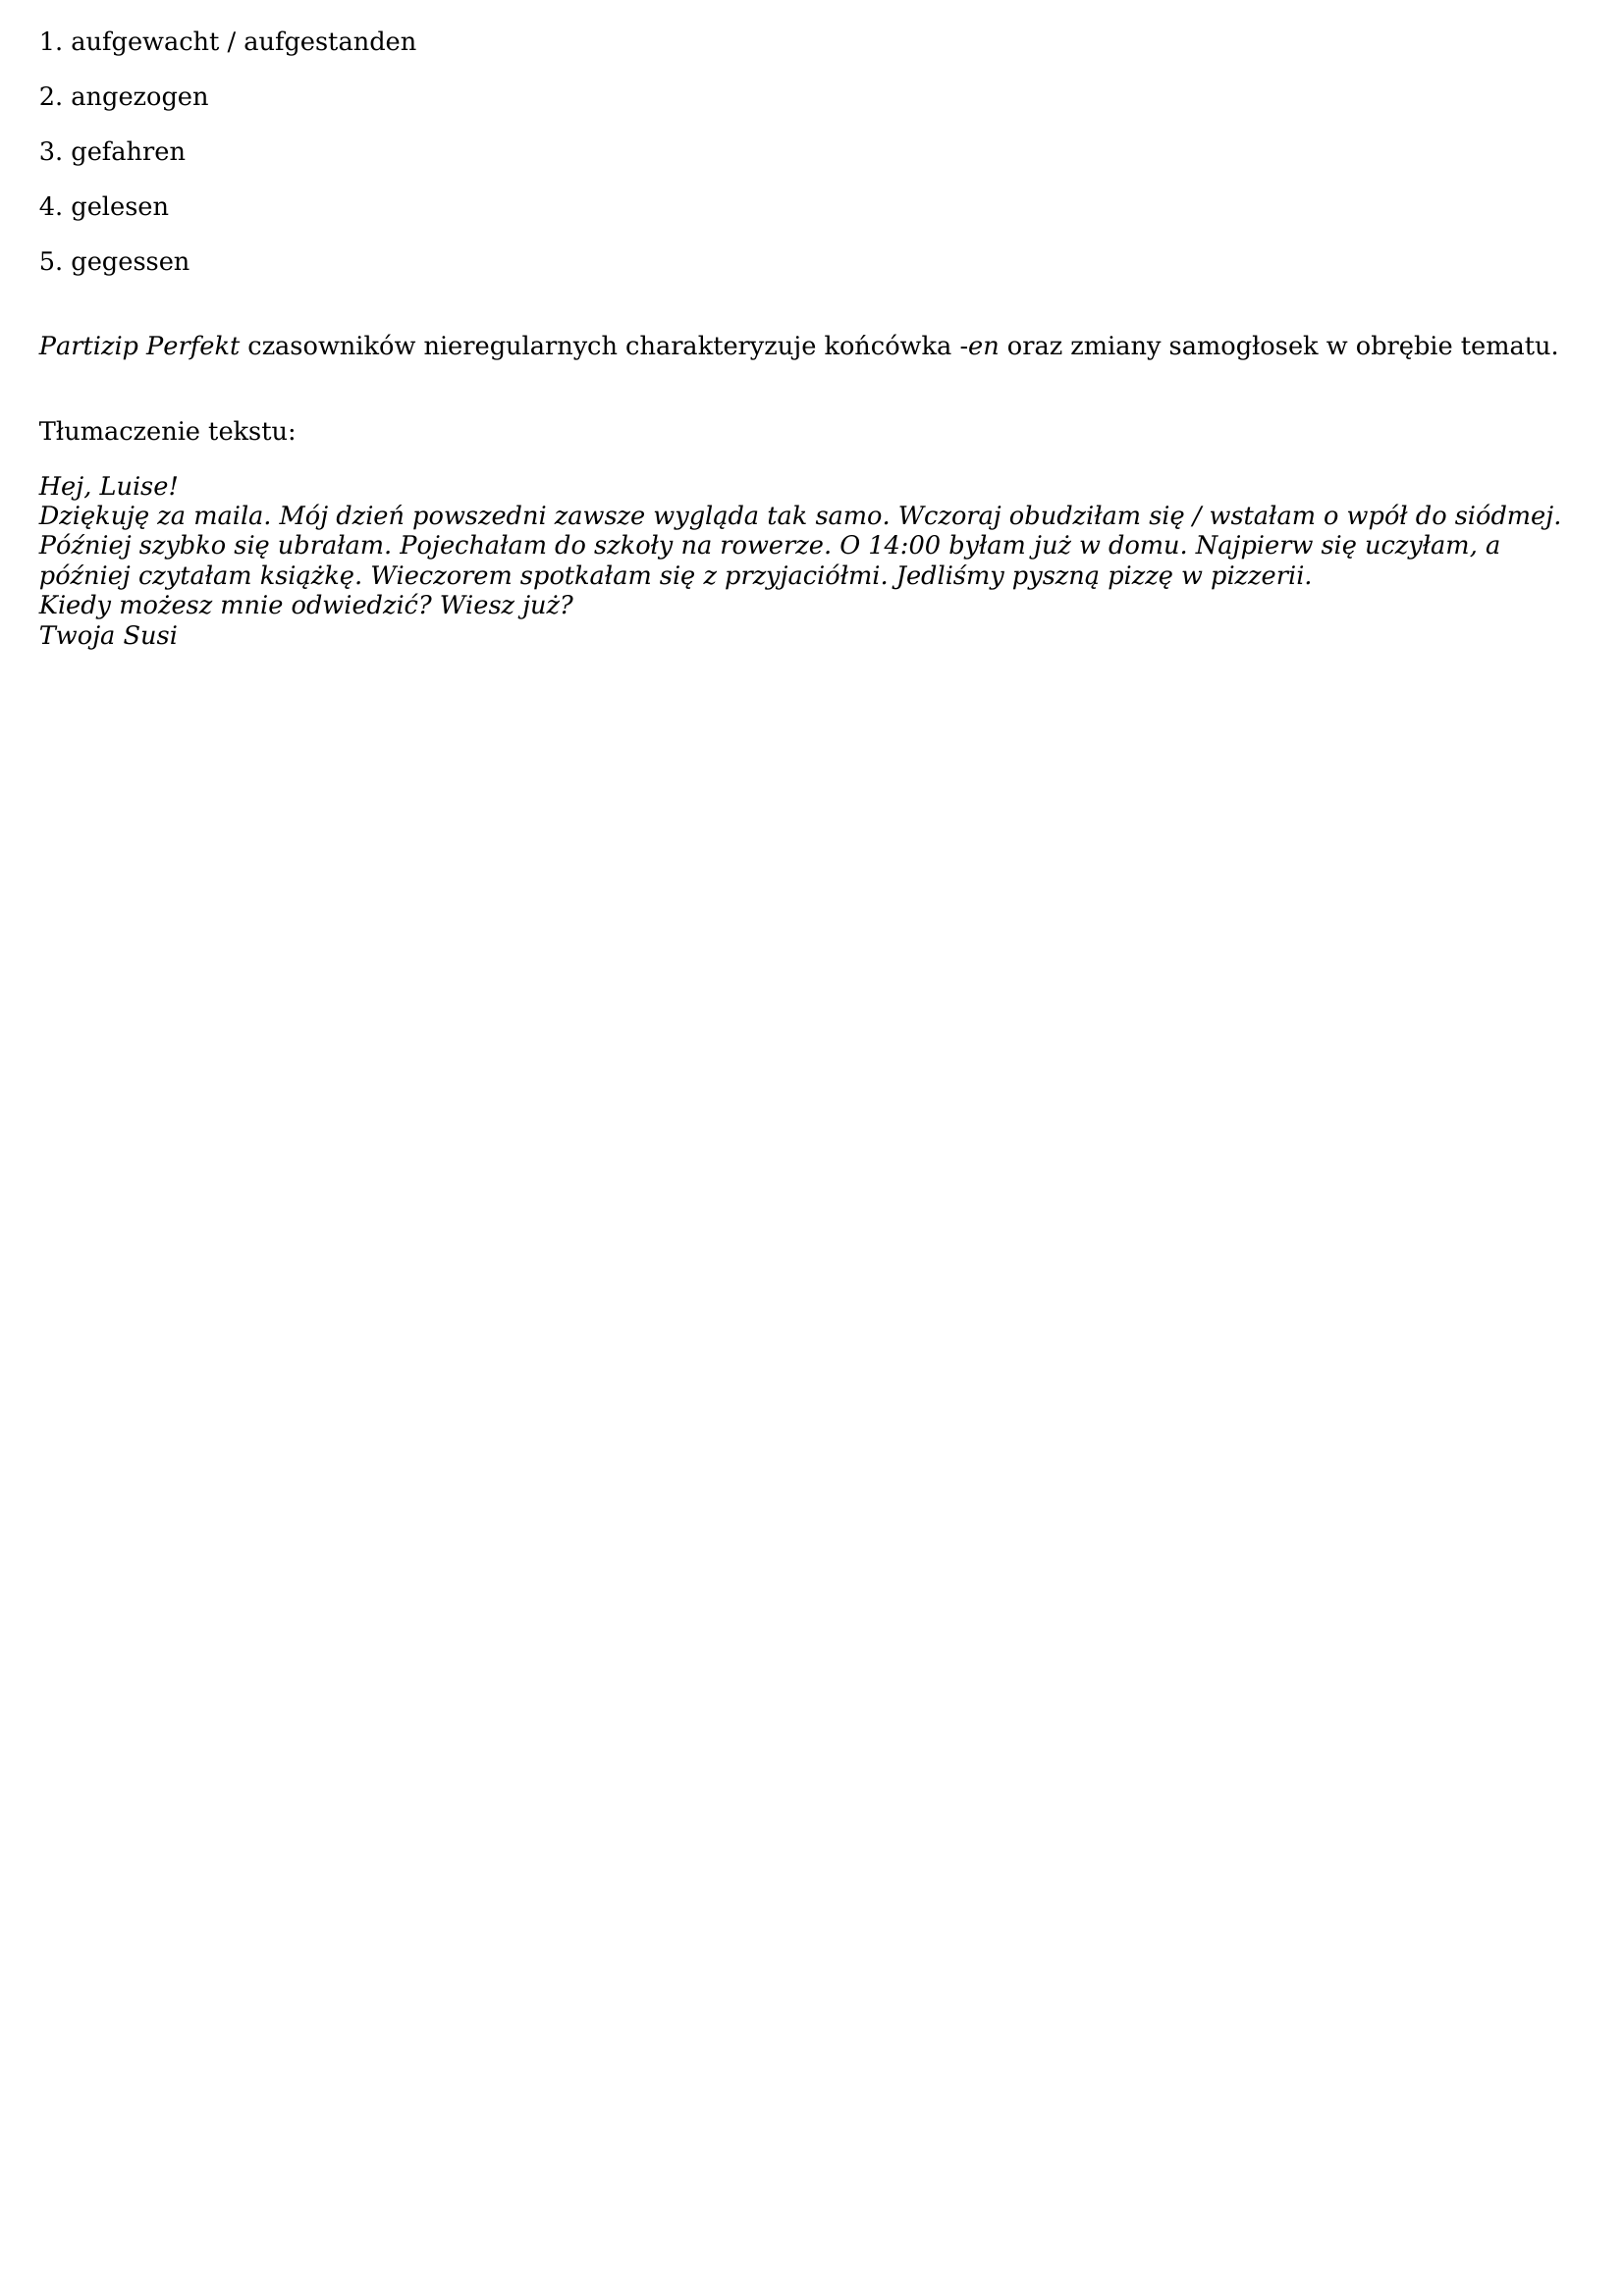 1. aufgewacht / aufgestanden
2. angezogen
3. gefahren
4. gelesen
5. gegessen
Partizip Perfekt czasowników nieregularnych charakteryzuje końcówka -en oraz zmiany samogłosek w obrębie tematu.
Tłumaczenie tekstu:
Hej, Luise!
Dziękuję za maila. Mój dzień powszedni zawsze wygląda tak samo. Wczoraj obudziłam się / wstałam o wpół do siódmej.
Później szybko się ubrałam. Pojechałam do szkoły na rowerze. O 14:00 byłam już w domu. Najpierw się uczyłam, a
później czytałam książkę. Wieczorem spotkałam się z przyjaciółmi. Jedliśmy pyszną pizzę w pizzerii.
Kiedy możesz mnie odwiedzić? Wiesz już?
Twoja Susi